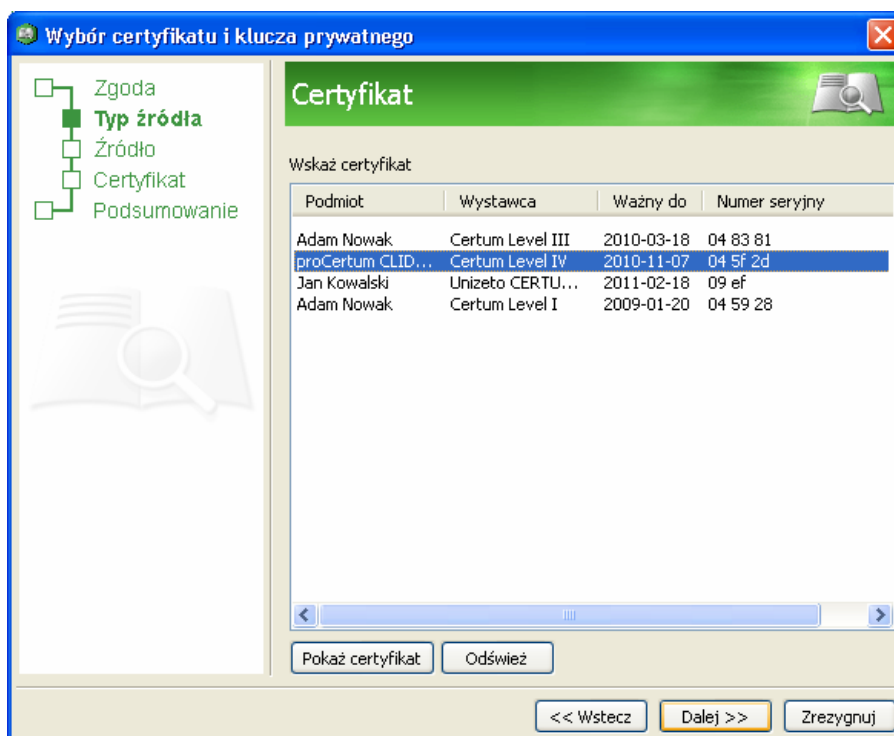 Wybór certyfikatu i klucza prywatnego
Zgoda
Typ źródła
Źródło
Certyfikat
Podsumowanie
Certyfikat
Wskaż certyfikat
Podmiot Wystawca Ważny do Numer seryjny
Adam Nowak Certum Level III 2010-03-18 04 83 81
proCertum CLID... Certum Level IV 2010-11-07 04 5f 2d
Jan Kowalski Unizeto CERTU... 2011-02-18 09 ef
Adam Nowak Certum Level I 2009-01-20 04 59 28
Pokaż certyfikat Odśwież
<< Wstecz Dalej >> Zrezygnuj